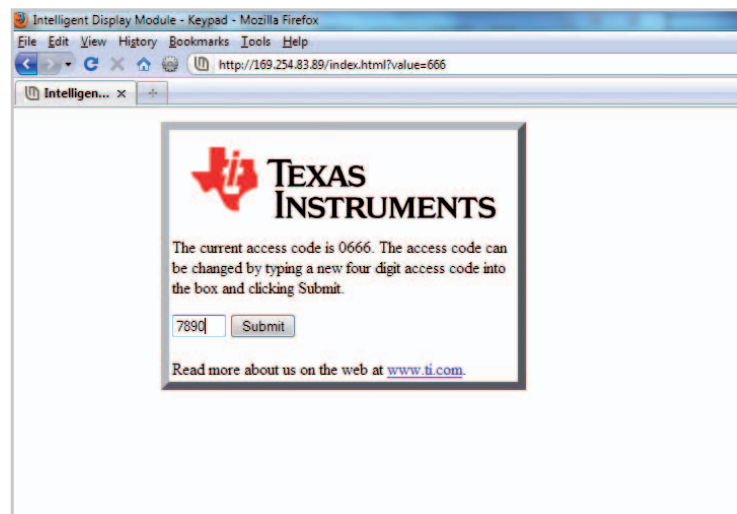 Intelligent Display Module - Keypad - Mozilla Firefox
File Edit View History Bookmarks Tools Help
http://169.254.83.89/index.html?value=666
Intelligen... ×
TEXAS
INSTRUMENTS
The current access code is 0666. The access code can
be changed by typing a new four digit access code into
the box and clicking Submit.
7890 Submit
Read more about us on the web at www.ti.com.